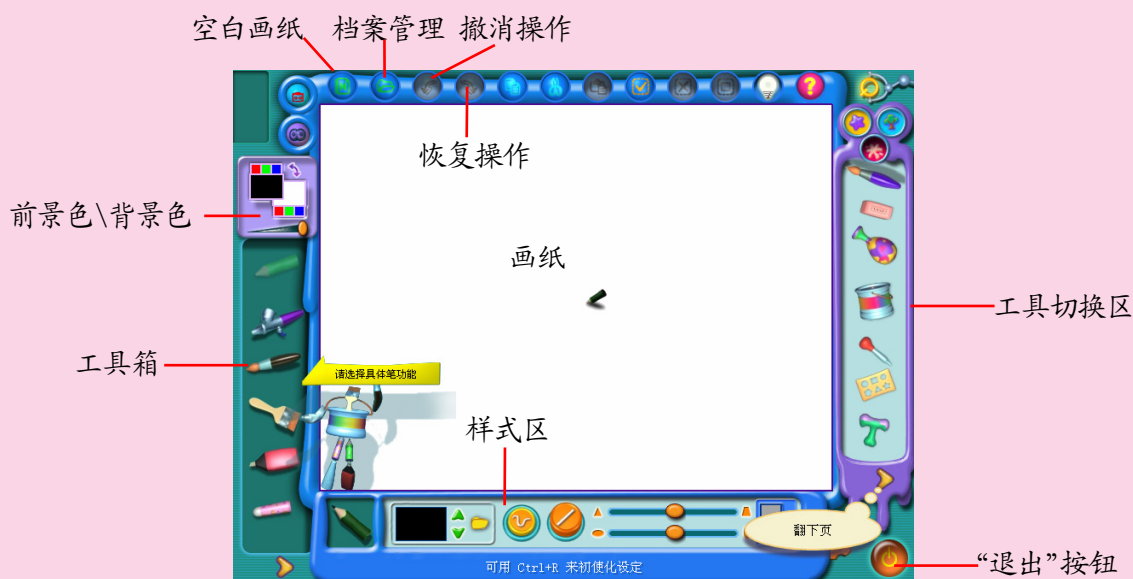 空白画纸 档案管理 撤消操作
恢复操作
前景色\背景色
画纸
工具切换区
工具箱
请选择具体笔功能
样式区
翻下页
可用 Ctrl+R 来初使化设定
“退出”按钮